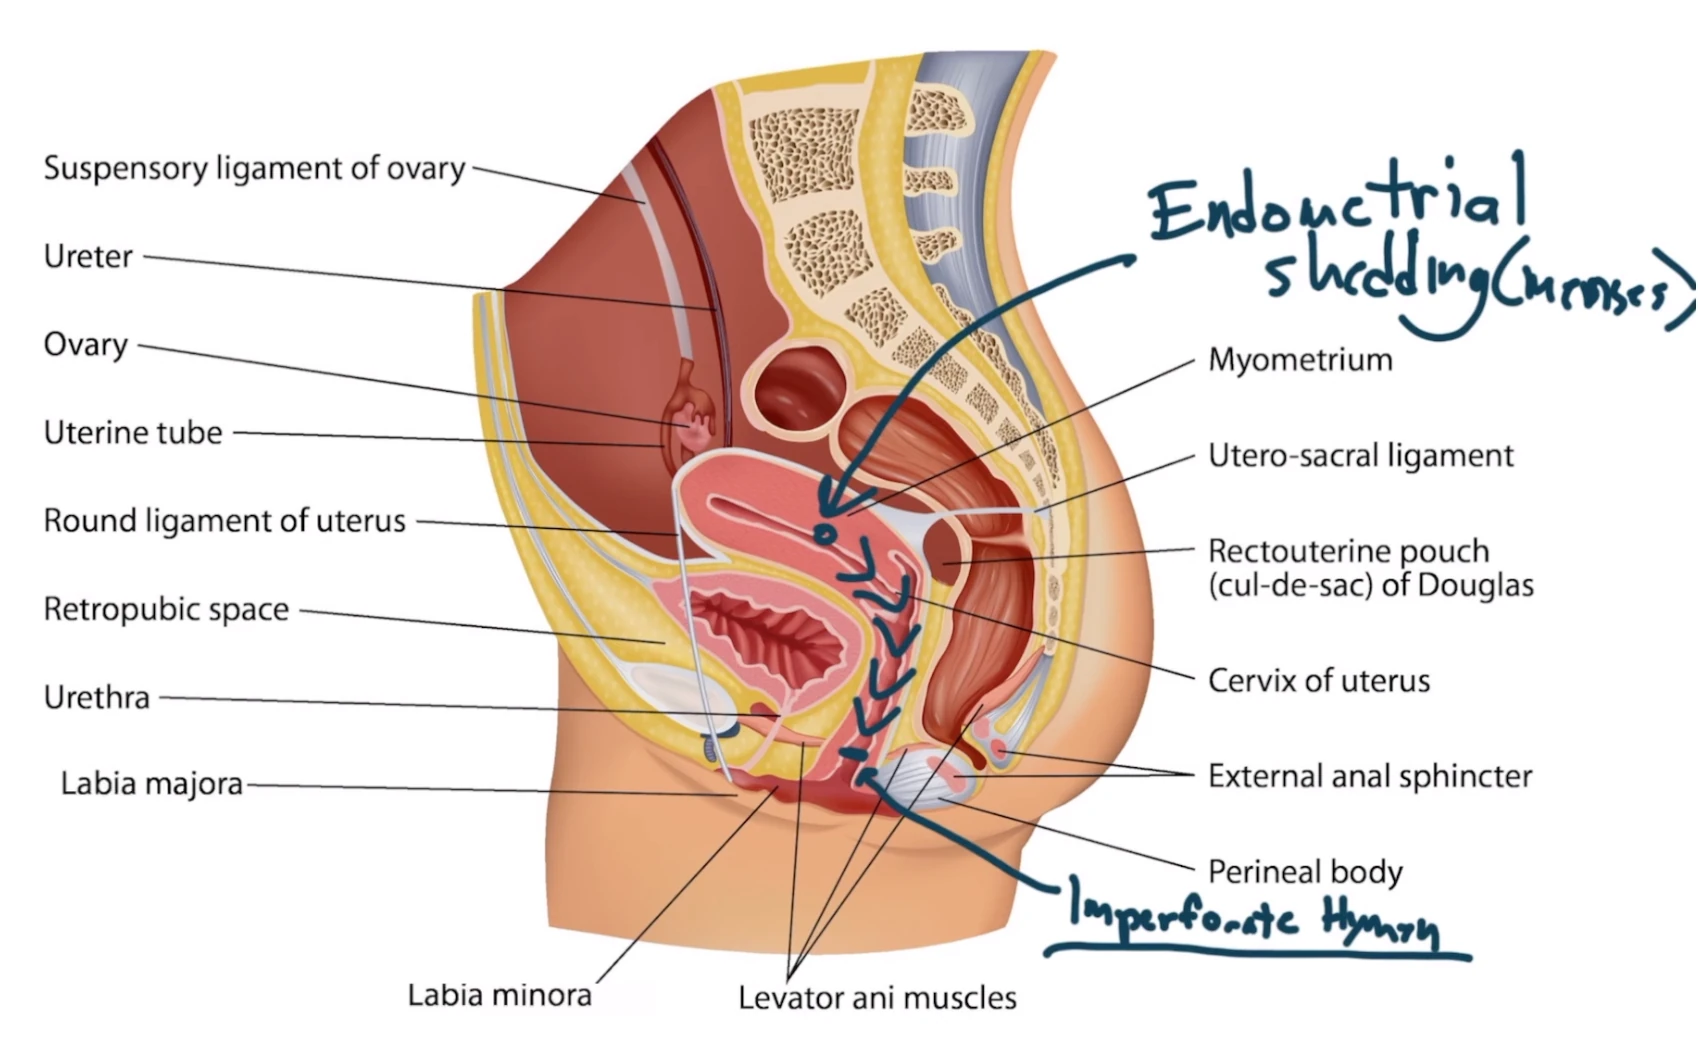 Suspensory ligament of ovary
Ureter
Ovary
Uterine tube
Round ligament of uterus
Retropubic space
Urethra
Labia majora
Labia minora
Levator ani muscles
Endometrial
shedding (menses)
Myometrium
Utero-sacral ligament
Rectouterine pouch
(cul-de-sac) of Douglas
Cervix of uterus
External anal sphincter
Perineal body
Imperforate Hymen